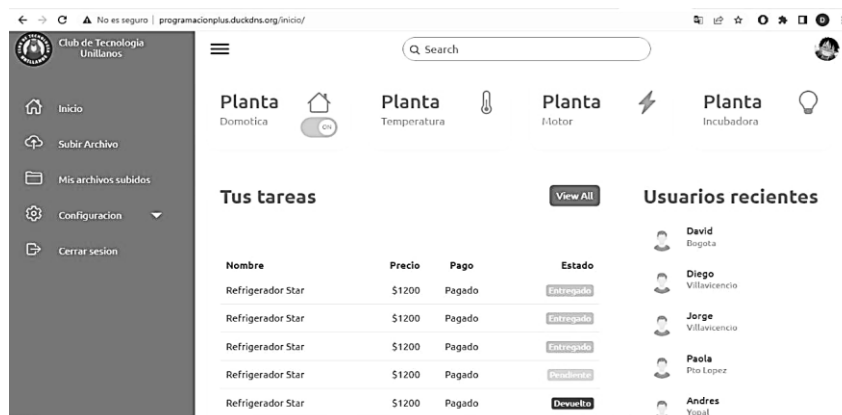 No es seguro | programacionplus.duckdns.org/inicio/
Club de Tecnologia
Unillanos
Inicio
Subir Archivo
Mis archivos subidos
Configuracion
Cerrar sesion
Search
Planta
Domotica
ON
Planta
Temperatura
Planta
Motor
Planta
Incubadora
Tus tareas
View All
Nombre Precio Pago Estado
Refrigerador Star $1200 Pagado Entregado
Refrigerador Star $1200 Pagado Entregado
Refrigerador Star $1200 Pagado Entregado
Refrigerador Star $1200 Pagado Pendiente
Refrigerador Star $1200 Pagado Devuelto
Usuarios recientes
David
Bogota
Diego
Villavicencio
Jorge
Villavicencio
Paola
Pto Lopez
Andres
Yopal